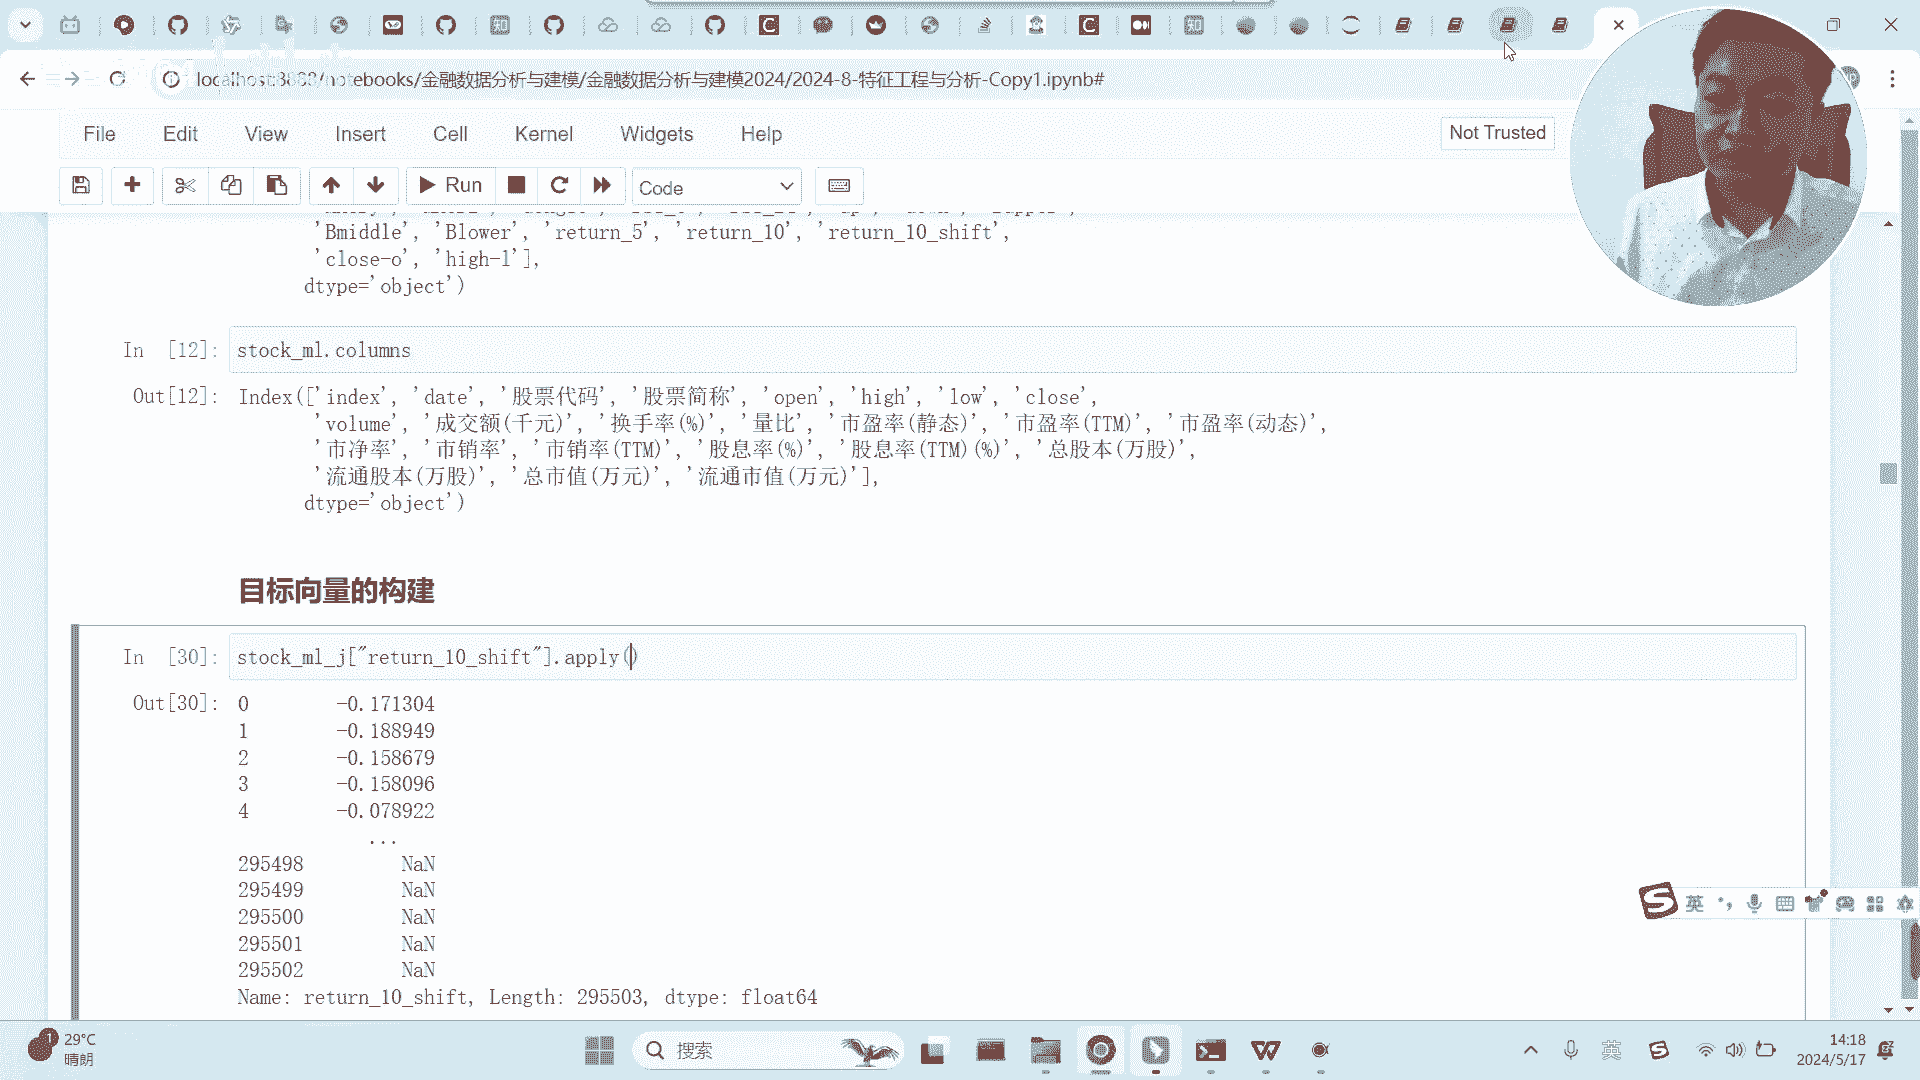 localhost:8888/notebooks/金融数据分析与建模/金融数据分析与建模2024/2024-8-特征工程与分析-Copy1.ipynb#
File Edit View Insert Cell Kernel Widgets Help
Not Trusted
Run
Code
'Bmiddle', 'Blower', 'return_5', 'return_10', 'return_10_shift',
'close-o', 'high-l'],
dtype='object')
In [12]: stock_ml.columns
Out[12]: Index(['index', 'date', '股票代码', '股票简称', 'open', 'high', 'low', 'close',
'volume', '成交额(千元)', '换手率(%)', '量比', '市盈率(静态)', '市盈率(TTM)', '市盈率(动态)',
'市净率', '市销率', '市销率(TTM)', '股息率(%)', '股息率(TTM)(%)', '总股本(万股)',
'流通股本(万股)', '总市值(万元)', '流通市值(万元)'],
dtype='object')
目标向量的构建
In [30]: stock_ml_j["return_10_shift"].apply()
Out[30]: 0 -0.171304
1 -0.188949
2 -0.158679
3 -0.158096
4 -0.078922
...
295498 NaN
295499 NaN
295500 NaN
295501 NaN
295502 NaN
Name: return_10_shift, Length: 295503, dtype: float64
英
29°C
晴朗
搜索
英
14:18
2024/5/17